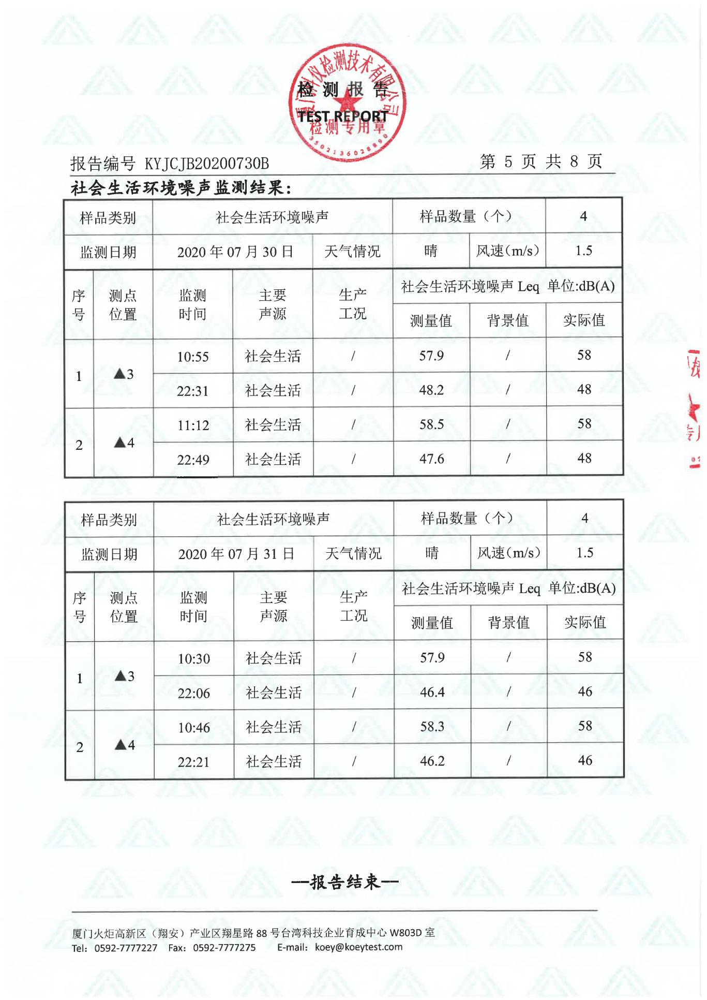 厦门科仪检测技术有限公司
检 测 报 告
TEST REPORT
检测专用章
3502136028890
报告编号 KYJCJB20200730B
第 5 页 共 8 页
社会生活环境噪声监测结果:
样品类别 社会生活环境噪声 样品数量（个） 4
监测日期 2020 年 07 月 30 日 天气情况 晴 风速(m/s) 1.5
序号 测点位置 监测时间 主要声源 生产工况 社会生活环境噪声 Leq 单位:dB(A)
测量值 背景值 实际值
1 ▲3 10:55 社会生活 / 57.9 / 58
22:31 社会生活 / 48.2 / 48
2 ▲4 11:12 社会生活 / 58.5 / 58
22:49 社会生活 / 47.6 / 48
样品类别 社会生活环境噪声 样品数量（个） 4
监测日期 2020 年 07 月 31 日 天气情况 晴 风速(m/s) 1.5
序号 测点位置 监测时间 主要声源 生产工况 社会生活环境噪声 Leq 单位:dB(A)
测量值 背景值 实际值
1 ▲3 10:30 社会生活 / 57.9 / 58
22:06 社会生活 / 46.4 / 46
2 ▲4 10:46 社会生活 / 58.3 / 58
22:21 社会生活 / 46.2 / 46
—报告结束—
厦门火炬高新区（翔安）产业区翔星路 88 号台湾科技企业育成中心 W803D 室
Tel：0592-7777227 Fax：0592-7777275 E-mail：koey@koeytest.com